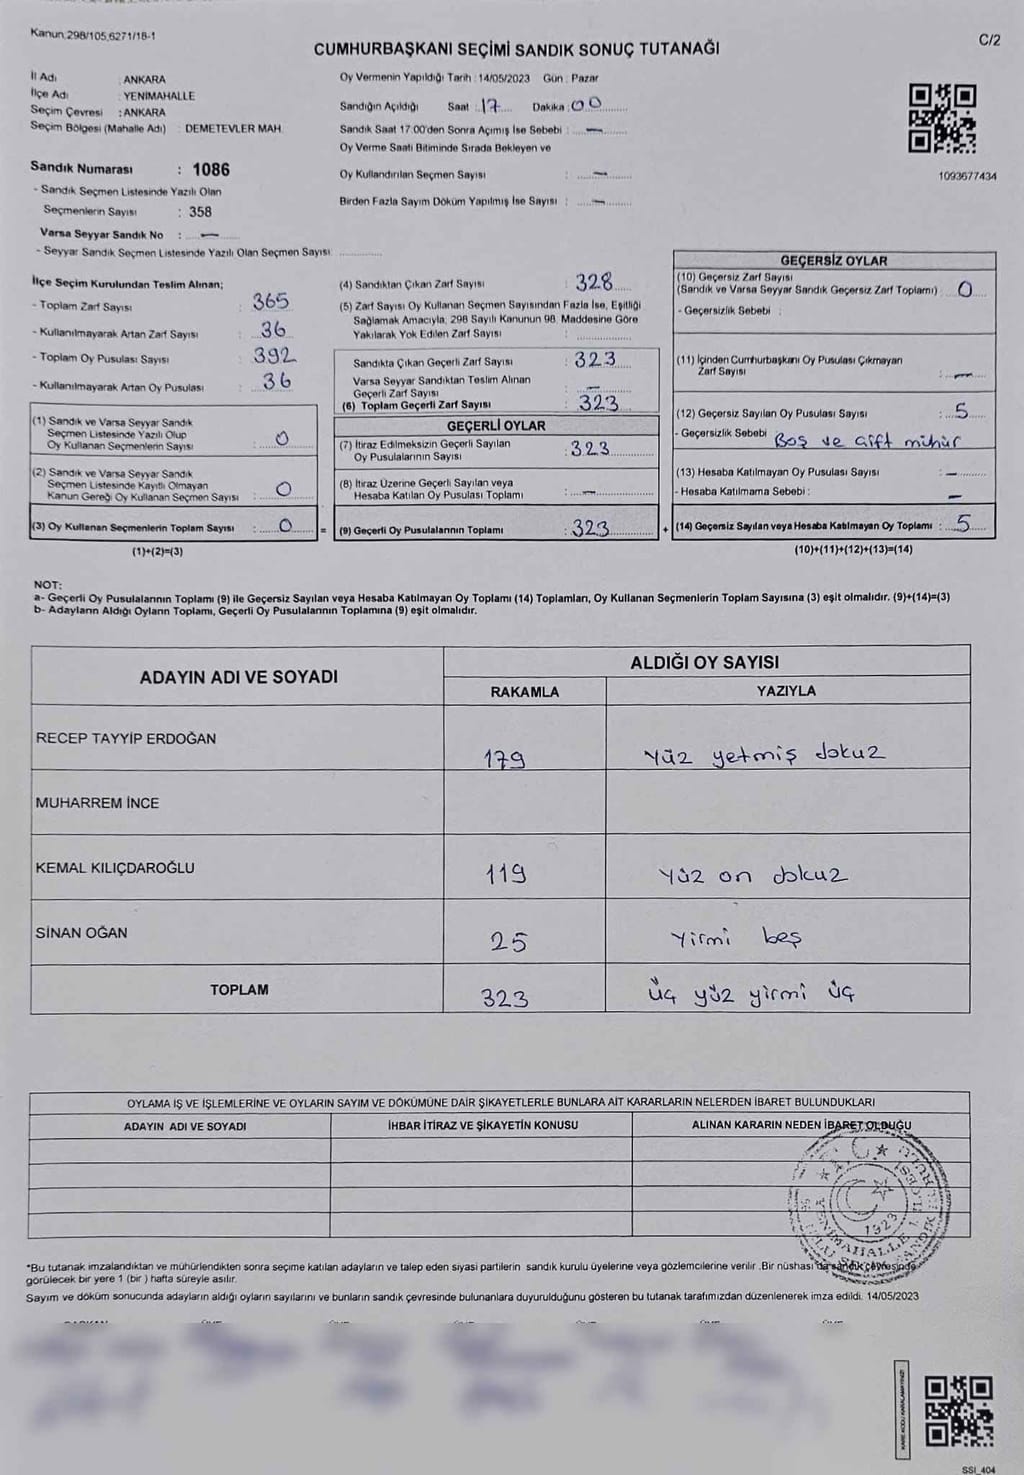 Kanun.298/105,6271/18-1
C/2
CUMHURBAŞKANI SEÇİMİ SANDIK SONUÇ TUTANAĞI
İl Adı : ANKARA
İlçe Adı : YENİMAHALLE
Seçim Çevresi : ANKARA
Seçim Bölgesi (Mahalle Adı) : DEMETEVLER MAH.
Sandık Numarası : 1086
- Sandık Seçmen Listesinde Yazılı Olan
Seçmenlerin Sayısı : 358
Varsa Seyyar Sandık No : —
- Seyyar Sandık Seçmen Listesinde Yazılı Olan Seçmen Sayısı
Oy Vermenin Yapıldığı Tarih : 14/05/2023 Gün : Pazar
Sandığın Açıldığı Saat : 17 Dakika : 00
Sandık Saat 17:00'den Sonra Açımış İse Sebebi : —
Oy Verme Saati Bitiminde Sırada Bekleyen ve
Oy Kullandırılan Seçmen Sayısı : —
Birden Fazla Sayım Döküm Yapılmış İse Sayısı : —
1093677434
İlçe Seçim Kurulundan Teslim Alınan;
- Toplam Zarf Sayısı : 365
- Kullanılmayarak Artan Zarf Sayısı : 36
- Toplam Oy Pusulası Sayısı : 392
- Kullanılmayarak Artan Oy Pusulası : 36
(1) Sandık ve Varsa Seyyar Sandık
Seçmen Listesinde Yazılı Olup
Oy Kullanan Seçmenlerin Sayısı : 0
(2) Sandık ve Varsa Seyyar Sandık
Seçmen Listesinde Kayıtlı Olmayan
Kanun Gereği Oy Kullanan Seçmen Sayısı : 0
(3) Oy Kullanan Seçmenlerin Toplam Sayısı : 0 =
(1)+(2)=(3)
(4) Sandıktan Çıkan Zarf Sayısı : 328
(5) Zarf Sayısı Oy Kullanan Seçmen Sayısından Fazla İse, Eşitliği
Sağlamak Amacıyla; 298 Sayılı Kanunun 98. Maddesine Göre
Yakılarak Yok Edilen Zarf Sayısı :
Sandıkta Çıkan Geçerli Zarf Sayısı : 323
Varsa Seyyar Sandıktan Teslim Alınan
Geçerli Zarf Sayısı : —
(6) Toplam Geçerli Zarf Sayısı : 323
GEÇERLİ OYLAR
(7) İtiraz Edilmeksizin Geçerli Sayılan
Oy Pusulalarının Sayısı : 323
(8) İtiraz Üzerine Geçerli Sayılan veya
Hesaba Katılan Oy Pusulası Toplamı : —
(9) Geçerli Oy Pusulalarının Toplamı : 323 +
GEÇERSİZ OYLAR
(10) Geçersiz Zarf Sayısı
(Sandık ve Varsa Seyyar Sandık Geçersiz Zarf Toplamı) : 0
- Geçersizlik Sebebi :
(11) İçinden Cumhurbaşkanı Oy Pusulası Çıkmayan
Zarf Sayısı : —
(12) Geçersiz Sayılan Oy Pusulası Sayısı : 5
- Geçersizlik Sebebi Boş ve çift mühür
(13) Hesaba Katılmayan Oy Pusulası Sayısı : —
- Hesaba Katılmama Sebebi : —
(14) Geçersiz Sayılan veya Hesaba Katılmayan Oy Toplamı : 5
(10)+(11)+(12)+(13)=(14)
NOT:
a- Geçerli Oy Pusulalarının Toplamı (9) ile Geçersiz Sayılan veya Hesaba Katılmayan Oy Toplamı (14) Toplamları, Oy Kullanan Seçmenlerin Toplam Sayısına (3) eşit olmalıdır. (9)+(14)=(3)
b- Adayların Aldığı Oyların Toplamı, Geçerli Oy Pusulalarının Toplamına (9) eşit olmalıdır.
ADAYIN ADI VE SOYADI
ALDIĞI OY SAYISI
RAKAMLA YAZIYLA
RECEP TAYYİP ERDOĞAN 179 Yüz yetmiş dokuz
MUHARREM İNCE
KEMAL KILIÇDAROĞLU 119 Yüz on dokuz
SİNAN OĞAN 25 Yirmi beş
TOPLAM 323 Üç yüz yirmi üç
OYLAMA İŞ VE İŞLEMLERİNE VE OYLARIN SAYIM VE DÖKÜMÜNE DAİR ŞİKAYETLERLE BUNLARA AİT KARARLARIN NELERDEN İBARET BULUNDUKLARI
ADAYIN ADI VE SOYADI İHBAR İTİRAZ VE ŞİKAYETİN KONUSU ALINAN KARARIN NEDEN İBARET OLDUĞU
T.C.
YENİMAHALLE 1. İLÇESİ
1923
*Bu tutanak imzalandıktan ve mühürlendikten sonra seçime katılan adayların ve talep eden siyasi partilerin sandık kurulu üyelerine veya gözlemcilerine verilir .Bir nüshası da sandık çevresinde
görülecek bir yere 1 (bir ) hafta süreyle asılır.
Sayım ve döküm sonucunda adayların aldığı oyların sayılarını ve bunların sandık çevresinde bulunanlara duyurulduğunu gösteren bu tutanak tarafımızdan düzenlenerek imza edildi. 14/05/2023
KARE KODU KARALAMAYINIZ!
SSI_404